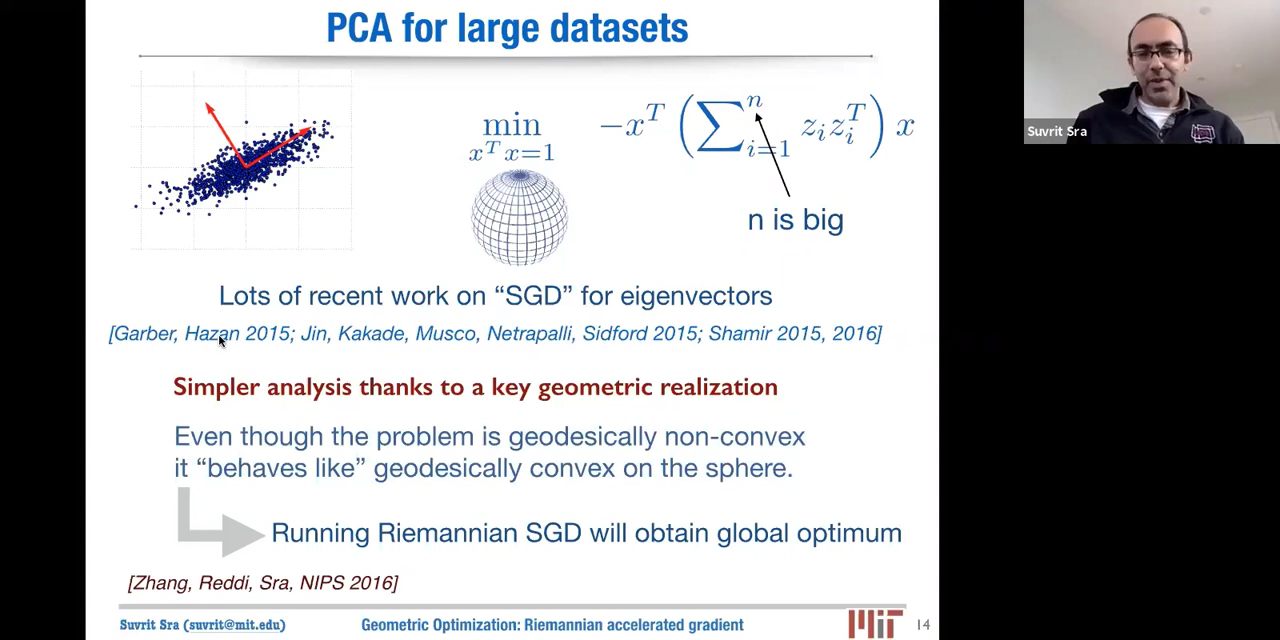 PCA for large datasets
min x^T x=1 −x^T (∑_{i=1}^{n} z_i z_i^T) x
Suvrit Sra
n is big
Lots of recent work on “SGD” for eigenvectors
[Garber, Hazan 2015; Jin, Kakade, Musco, Netrapalli, Sidford 2015; Shamir 2015, 2016]
Simpler analysis thanks to a key geometric realization
Even though the problem is geodesically non-convex
it “behaves like” geodesically convex on the sphere.
Running Riemannian SGD will obtain global optimum
[Zhang, Reddi, Sra, NIPS 2016]
Suvrit Sra (suvrit@mit.edu) Geometric Optimization: Riemannian accelerated gradient MIT 14